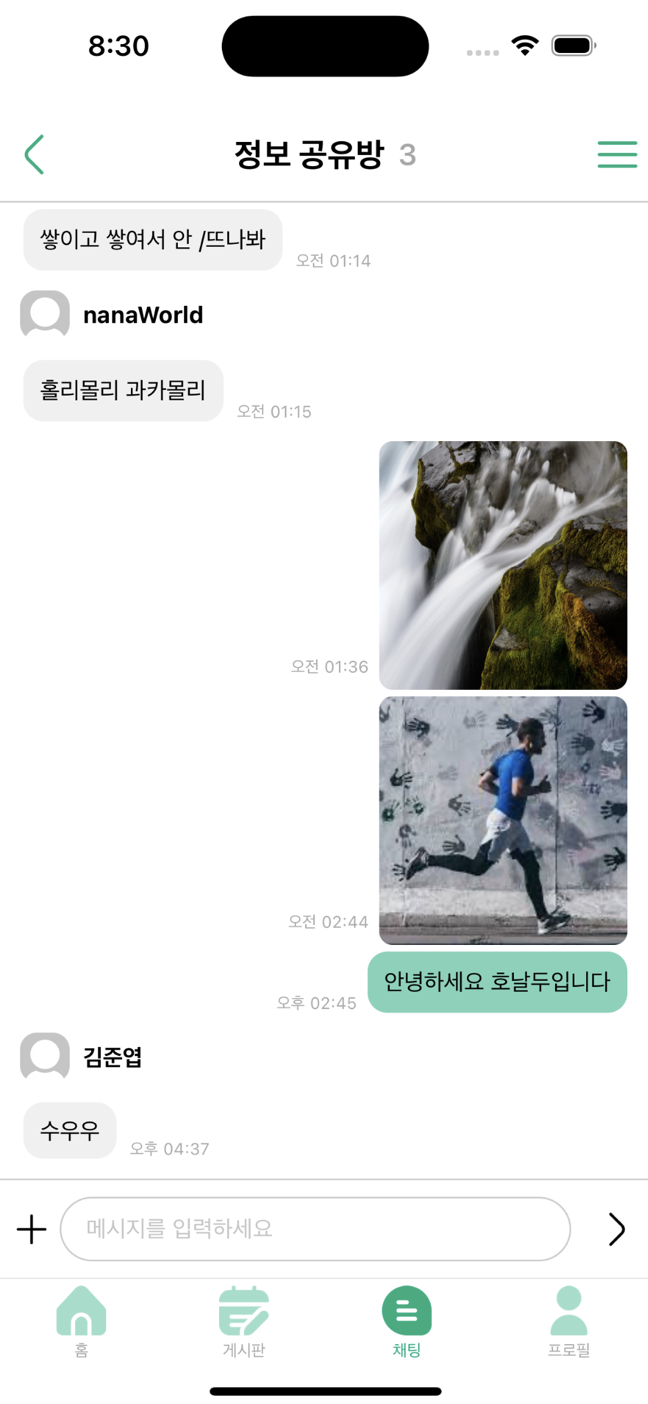 8:30
정보 공유방 3
쌓이고 쌓여서 안 /뜨나봐
오전 01:14
nanaWorld
홀리몰리 과카몰리
오전 01:15
오전 01:36
오전 02:44
안녕하세요 호날두입니다
오후 02:45
김준엽
수우우
오후 04:37
메시지를 입력하세요
홈
게시판
채팅
프로필